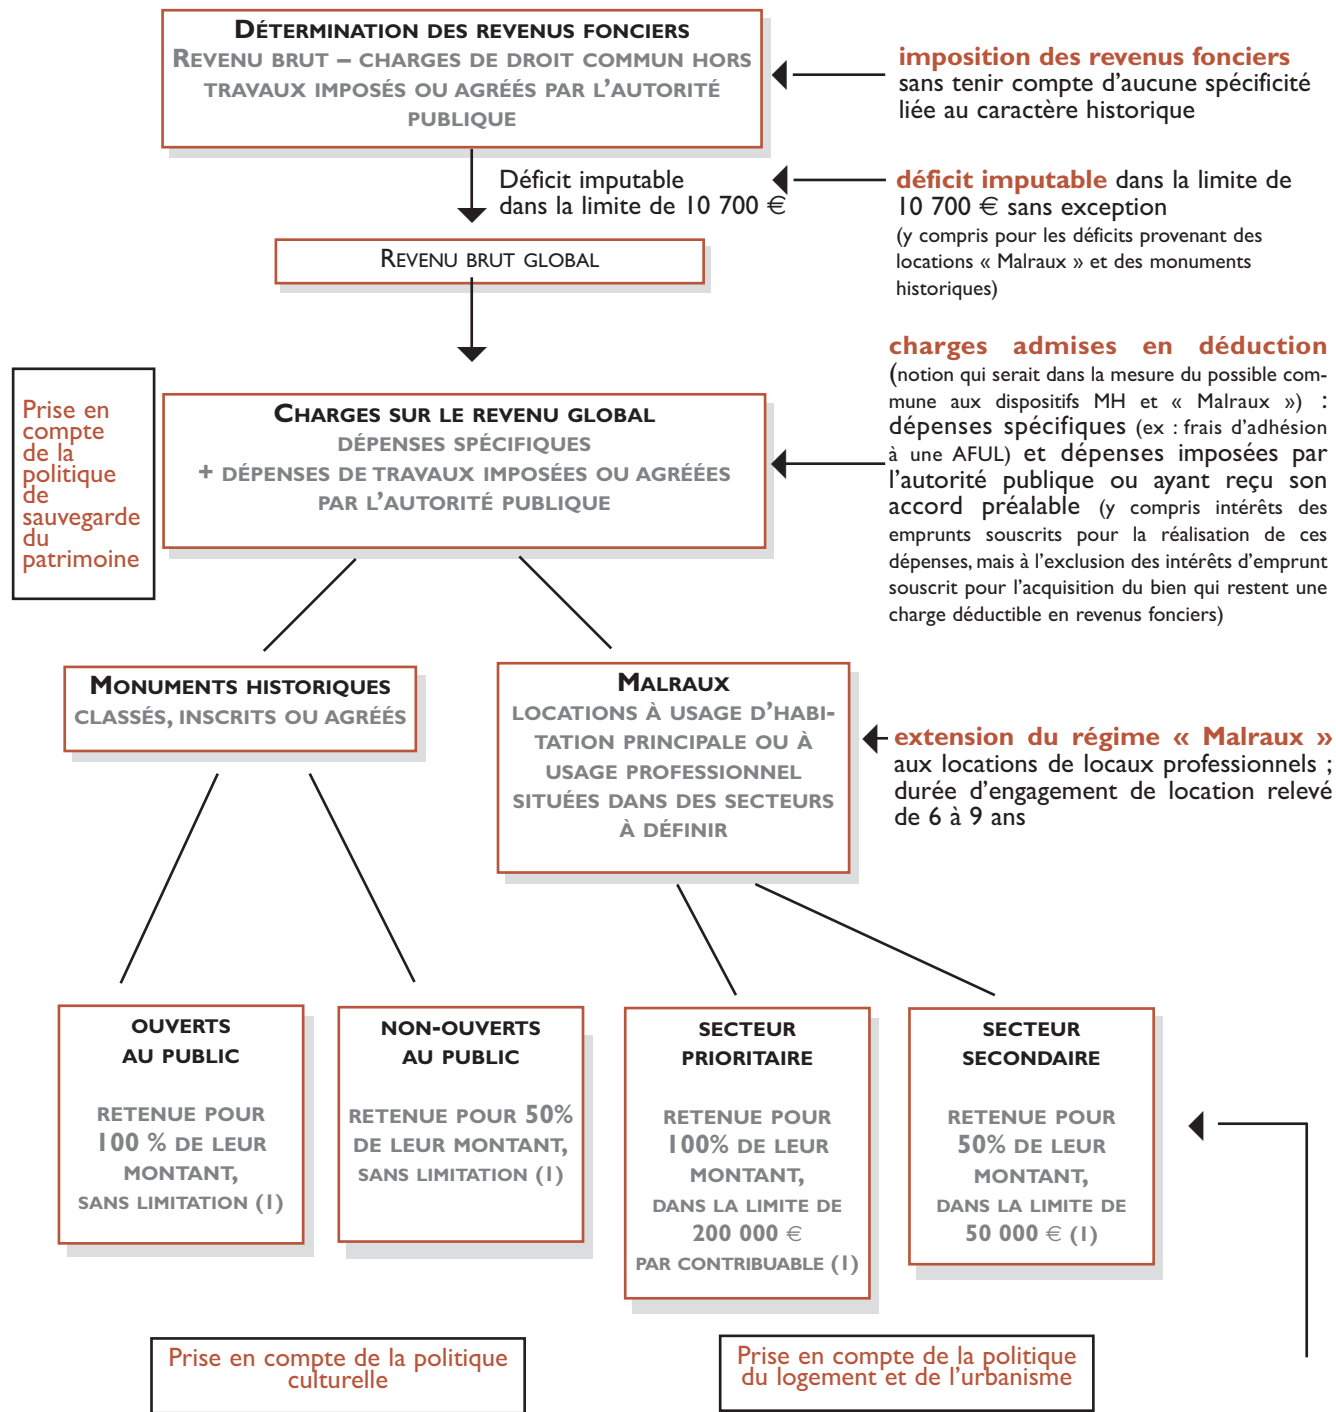 DÉTERMINATION DES REVENUS FONCIERS
REVENU BRUT – CHARGES DE DROIT COMMUN HORS
TRAVAUX IMPOSÉS OU AGRÉÉS PAR L'AUTORITÉ
PUBLIQUE
imposition des revenus fonciers
sans tenir compte d'aucune spécificité
liée au caractère historique
Déficit imputable
dans la limite de 10 700 €
déficit imputable dans la limite de
10 700 € sans exception
(y compris pour les déficits provenant des
locations « Malraux » et des monuments
historiques)
REVENU BRUT GLOBAL
Prise en
compte
de la
politique
de
sauvegarde
du
patrimoine
CHARGES SUR LE REVENU GLOBAL
DÉPENSES SPÉCIFIQUES
+ DÉPENSES DE TRAVAUX IMPOSÉES OU AGRÉÉES
PAR L'AUTORITÉ PUBLIQUE
charges admises en déduction
(notion qui serait dans la mesure du possible com-
mune aux dispositifs MH et « Malraux ») :
dépenses spécifiques (ex : frais d'adhésion
à une AFUL) et dépenses imposées par
l'autorité publique ou ayant reçu son
accord préalable (y compris intérêts des
emprunts souscrits pour la réalisation de ces
dépenses, mais à l'exclusion des intérêts d'emprunt
souscrit pour l'acquisition du bien qui restent une
charge déductible en revenus fonciers)
MONUMENTS HISTORIQUES
CLASSÉS, INSCRITS OU AGRÉÉS
MALRAUX
LOCATIONS À USAGE D'HABI-
TATION PRINCIPALE OU À
USAGE PROFESSIONNEL
SITUÉES DANS DES SECTEURS
À DÉFINIR
extension du régime « Malraux »
aux locations de locaux professionnels ;
durée d'engagement de location relevé
de 6 à 9 ans
OUVERTS
AU PUBLIC
RETENUE POUR
100 % DE LEUR
MONTANT,
SANS LIMITATION (1)
NON-OUVERTS
AU PUBLIC
RETENUE POUR 50%
DE LEUR MONTANT,
SANS LIMITATION (1)
SECTEUR
PRIORITAIRE
RETENUE POUR
100% DE LEUR
MONTANT,
DANS LA LIMITE DE
200 000 €
PAR CONTRIBUABLE (1)
SECTEUR
SECONDAIRE
RETENUE POUR
50% DE LEUR
MONTANT,
DANS LA LIMITE DE
50 000 € (1)
Prise en compte de la politique
culturelle
Prise en compte de la politique
du logement et de l'urbanisme